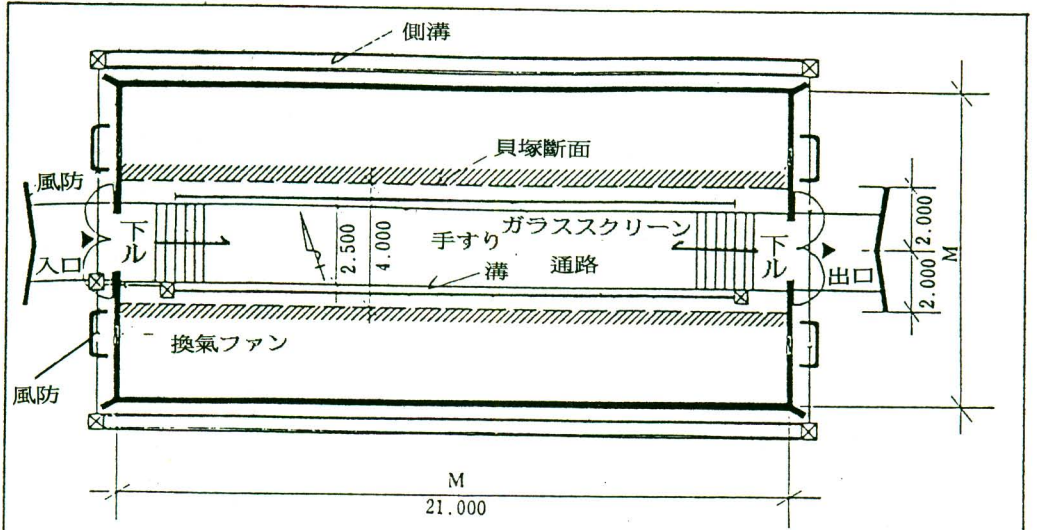 側溝
貝塚斷面
風防
下ル
入口
2.500
4.000
手すり
ガラススクリーン
溝
通路
下ル
出口
2.000
2.000
M
換氣ファン
風防
M
21.000